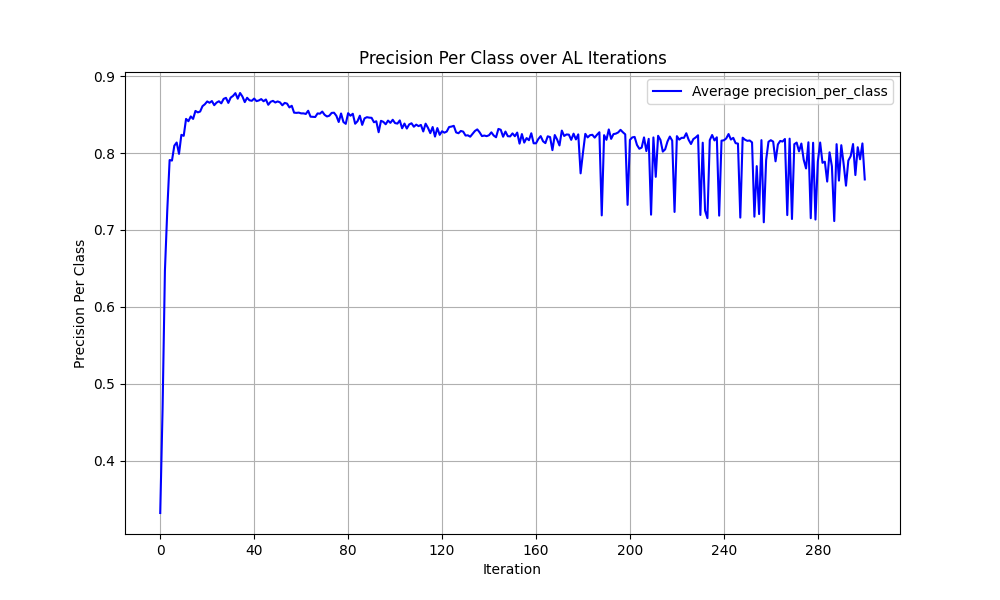 Precision Per Class over AL Iterations
Average precision_per_class
Precision Per Class
0.9
0.8
0.7
0.6
0.5
0.4
0 40 80 120 160 200 240 280
Iteration